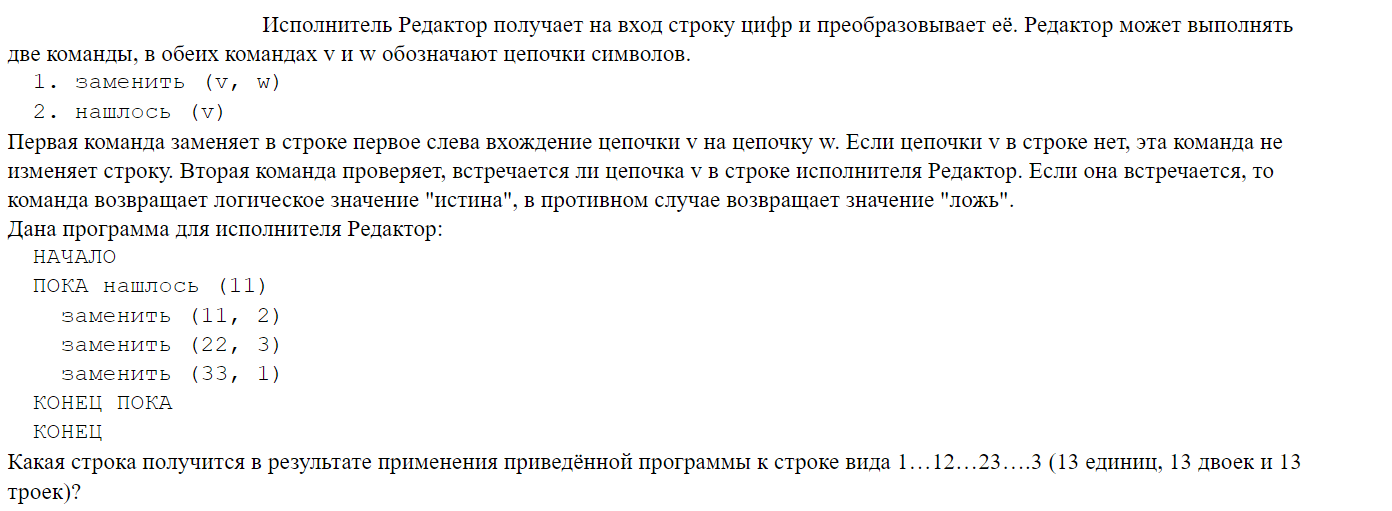 Исполнитель Редактор получает на вход строку цифр и преобразовывает её. Редактор может выполнять
две команды, в обеих командах v и w обозначают цепочки символов.
1. заменить (v, w)
2. нашлось (v)
Первая команда заменяет в строке первое слева вхождение цепочки v на цепочку w. Если цепочки v в строке нет, эта команда не
изменяет строку. Вторая команда проверяет, встречается ли цепочка v в строке исполнителя Редактор. Если она встречается, то
команда возвращает логическое значение "истина", в противном случае возвращает значение "ложь".
Дана программа для исполнителя Редактор:
НАЧАЛО
ПОКА нашлось (11)
заменить (11, 2)
заменить (22, 3)
заменить (33, 1)
КОНЕЦ ПОКА
КОНЕЦ
Какая строка получится в результате применения приведённой программы к строке вида 1…12…23….3 (13 единиц, 13 двоек и 13
троек)?